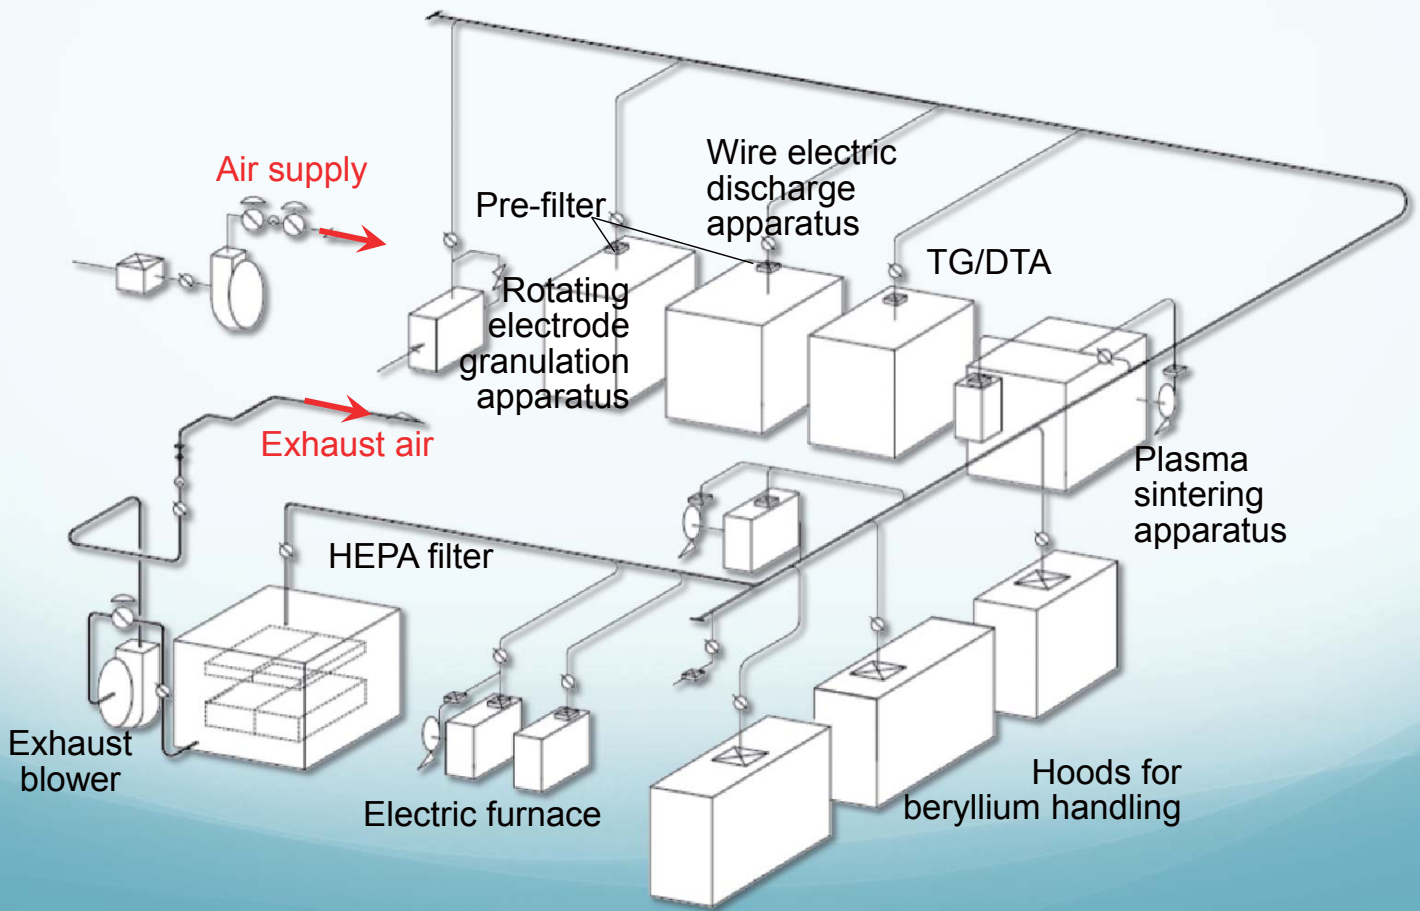 Air supply
Wire electric
discharge
apparatus
Pre-filter
TG/DTA
Rotating
electrode
granulation
apparatus
Exhaust air
Plasma
sintering
apparatus
HEPA filter
Exhaust
blower
Electric furnace
Hoods for
beryllium handling